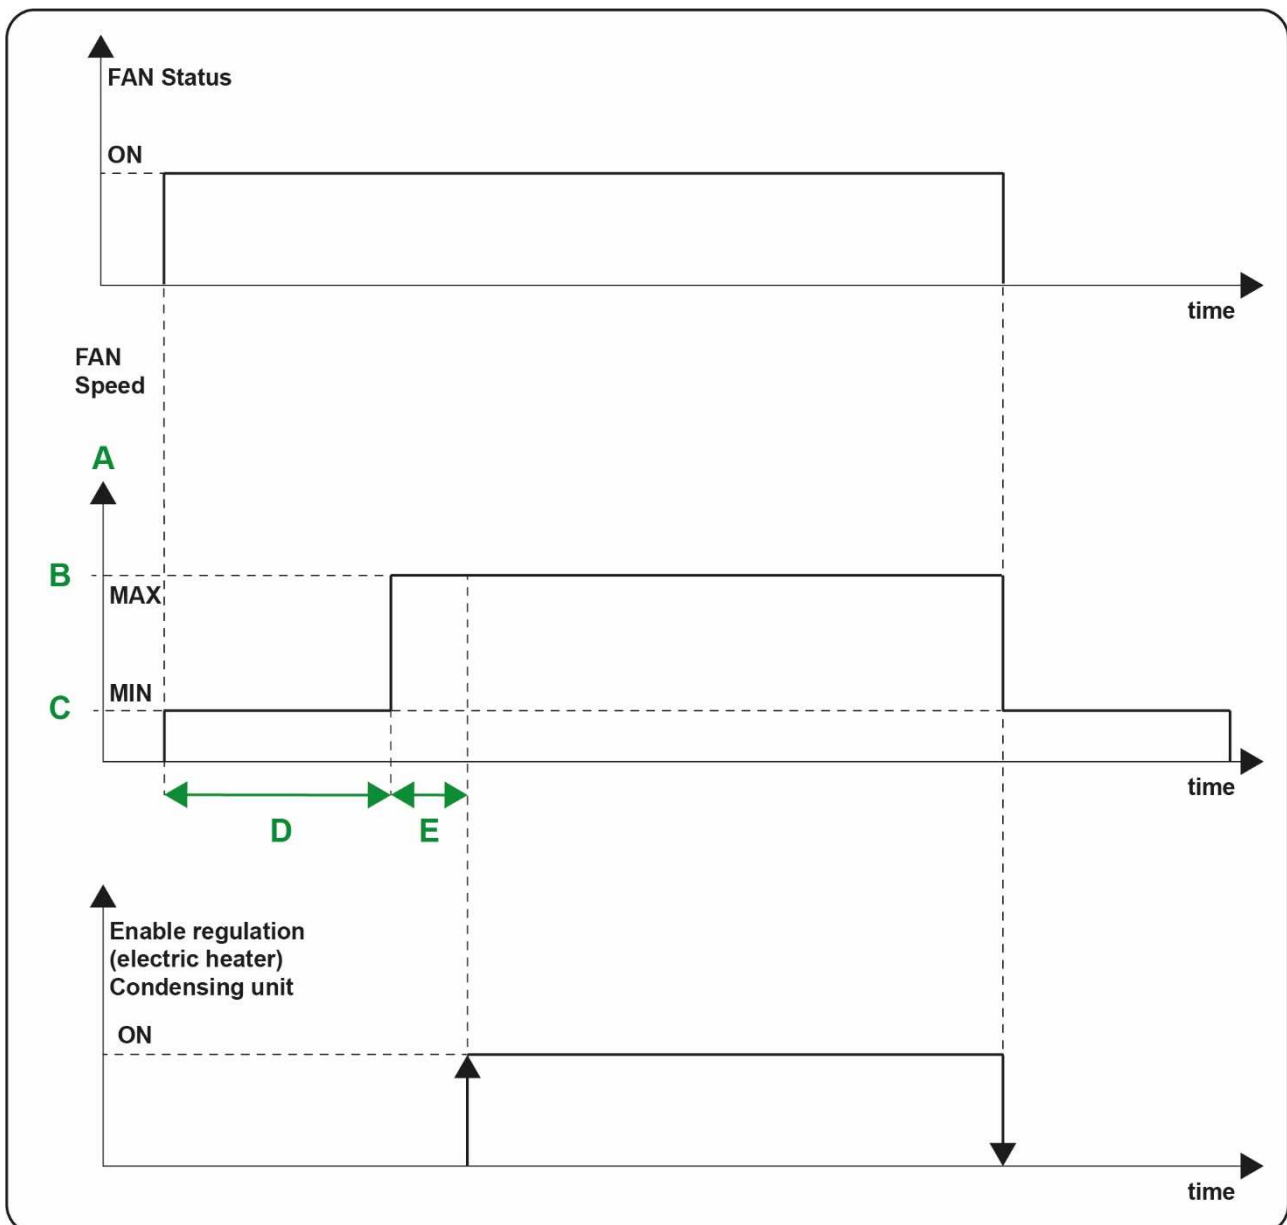 FAN Status
ON
time
FAN
Speed
A
B
MAX
MIN
C
time
D
E
Enable regulation
(electric heater)
Condensing unit
ON
time